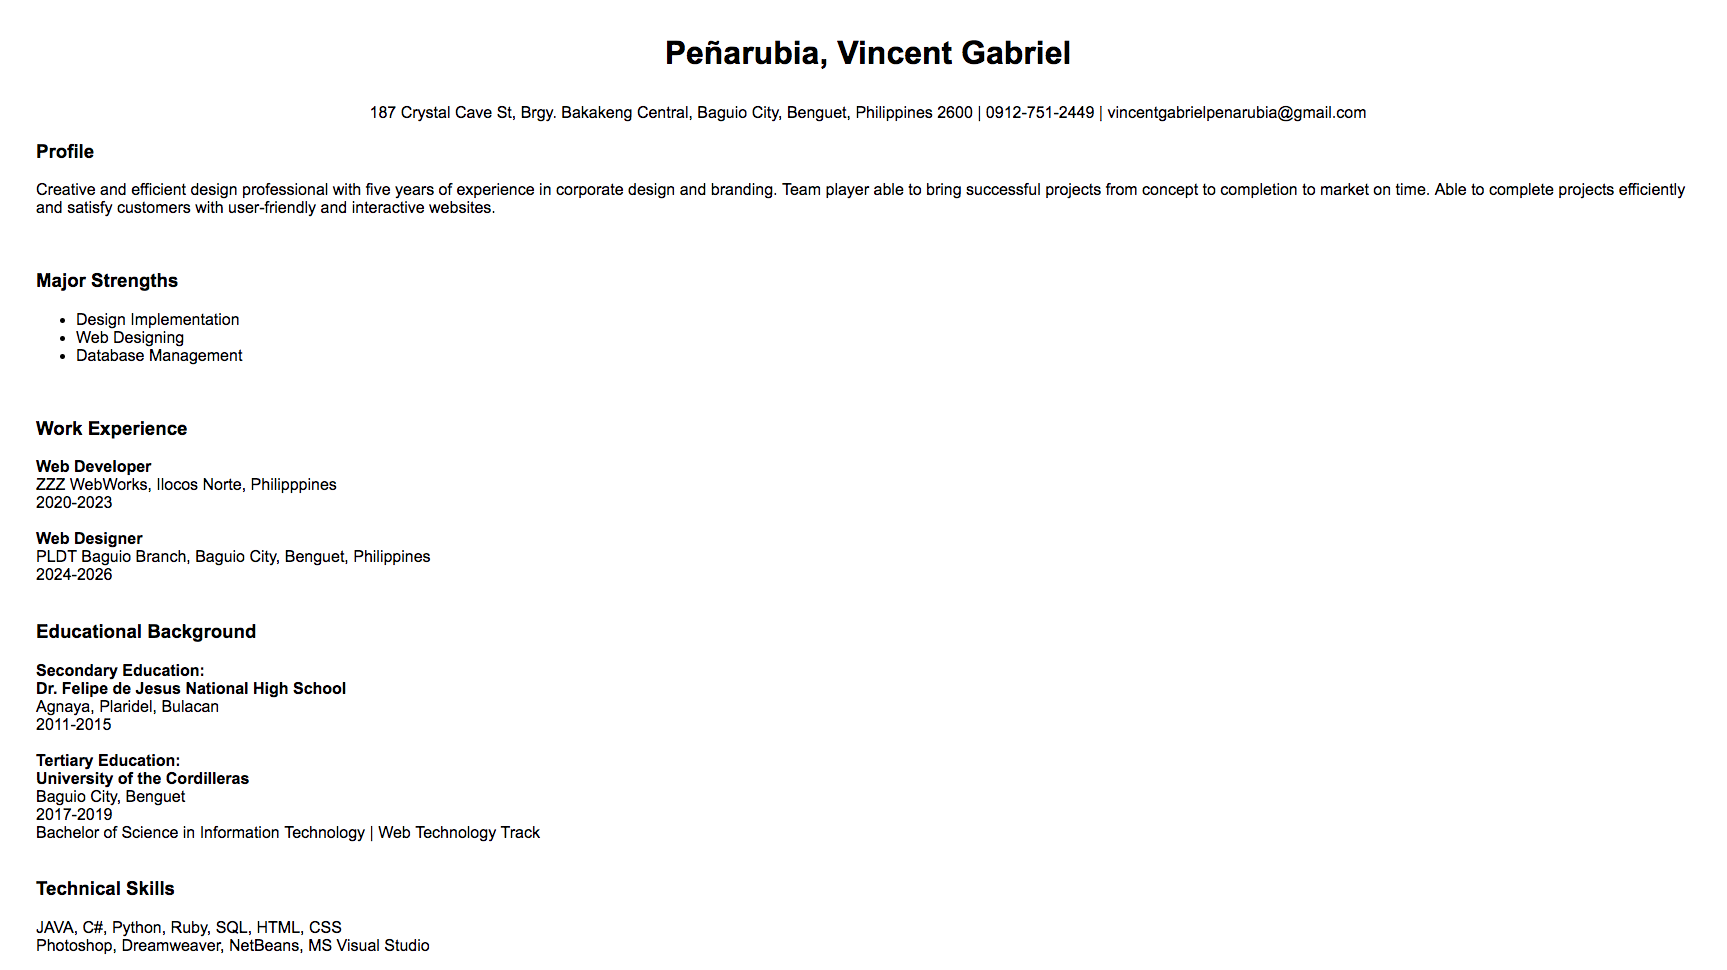 Peñarubia, Vincent Gabriel
187 Crystal Cave St, Brgy. Bakakeng Central, Baguio City, Benguet, Philippines 2600 | 0912-751-2449 | vincentgabrielpenarubia@gmail.com
Profile
Creative and efficient design professional with five years of experience in corporate design and branding. Team player able to bring successful projects from concept to completion to market on time. Able to complete projects efficiently
and satisfy customers with user-friendly and interactive websites.
Major Strengths
• Design Implementation
• Web Designing
• Database Management
Work Experience
Web Developer
ZZZ WebWorks, Ilocos Norte, Philipppines
2020-2023
Web Designer
PLDT Baguio Branch, Baguio City, Benguet, Philippines
2024-2026
Educational Background
Secondary Education:
Dr. Felipe de Jesus National High School
Agnaya, Plaridel, Bulacan
2011-2015
Tertiary Education:
University of the Cordilleras
Baguio City, Benguet
2017-2019
Bachelor of Science in Information Technology | Web Technology Track
Technical Skills
JAVA, C#, Python, Ruby, SQL, HTML, CSS
Photoshop, Dreamweaver, NetBeans, MS Visual Studio